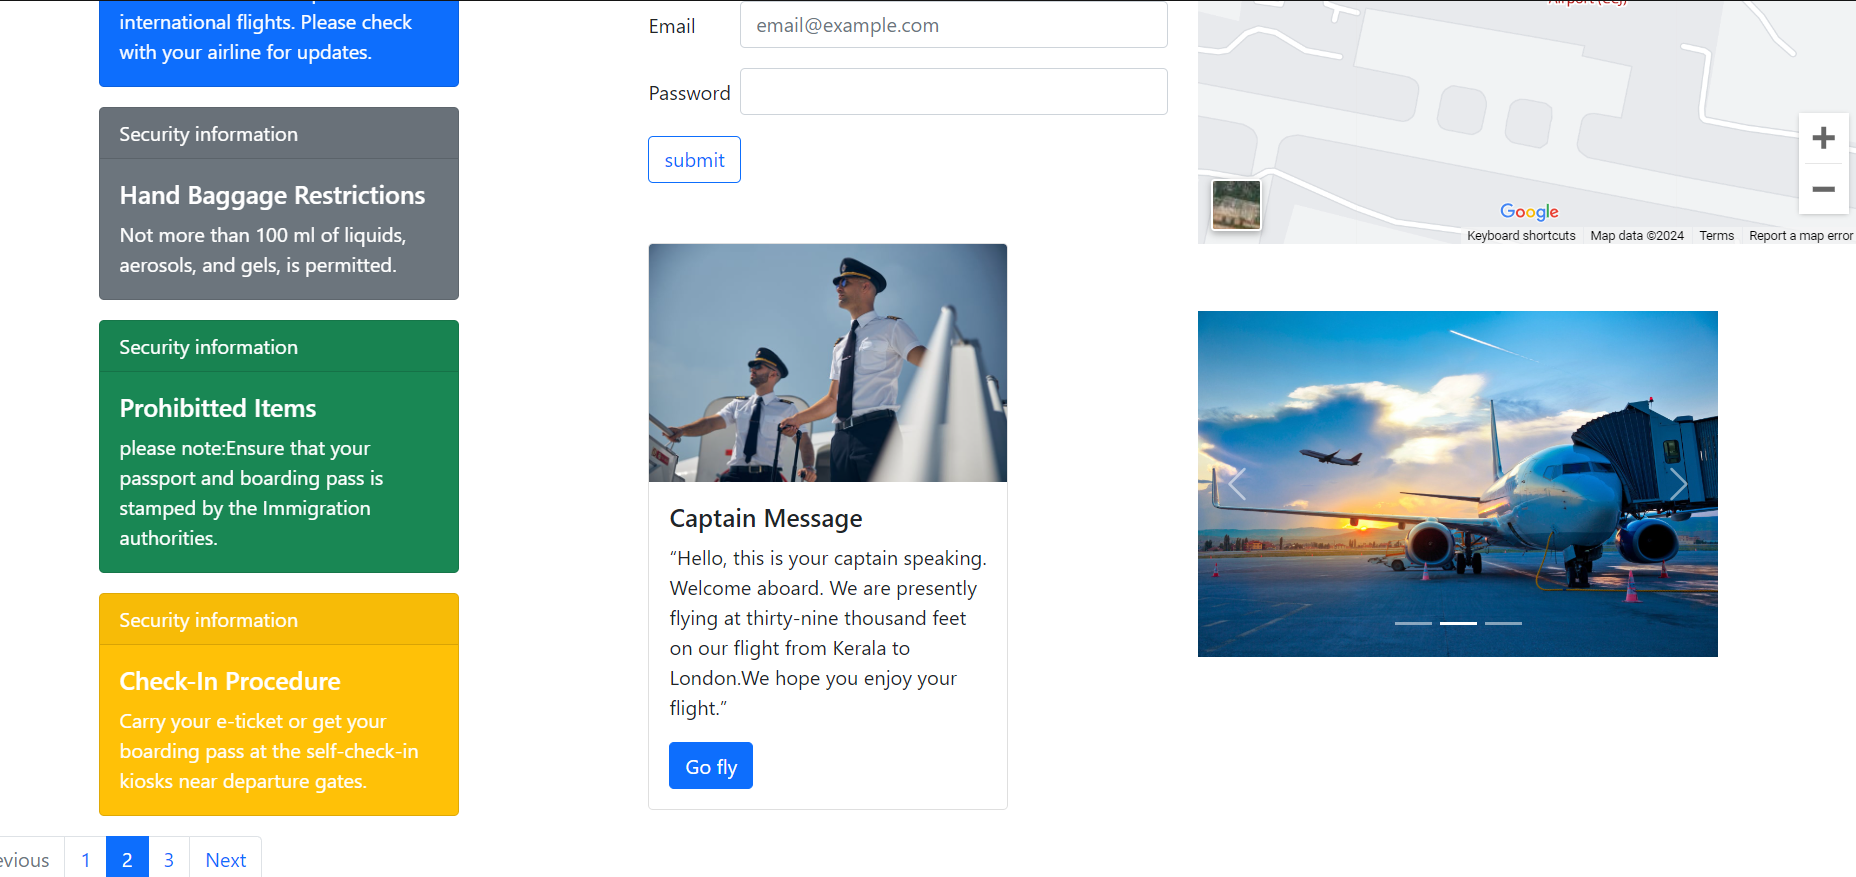 international flights. Please check
with your airline for updates.
Security information
Hand Baggage Restrictions
Not more than 100 ml of liquids,
aerosols, and gels, is permitted.
Security information
Prohibitted Items
please note:Ensure that your
passport and boarding pass is
stamped by the Immigration
authorities.
Security information
Check-In Procedure
Carry your e-ticket or get your
boarding pass at the self-check-in
kiosks near departure gates.
evious 1 2 3 Next
Email email@example.com
Password
submit
Captain Message
“Hello, this is your captain speaking.
Welcome aboard. We are presently
flying at thirty-nine thousand feet
on our flight from Kerala to
London.We hope you enjoy your
flight.”
Go fly
Google
Keyboard shortcuts Map data ©2024 Terms Report a map error